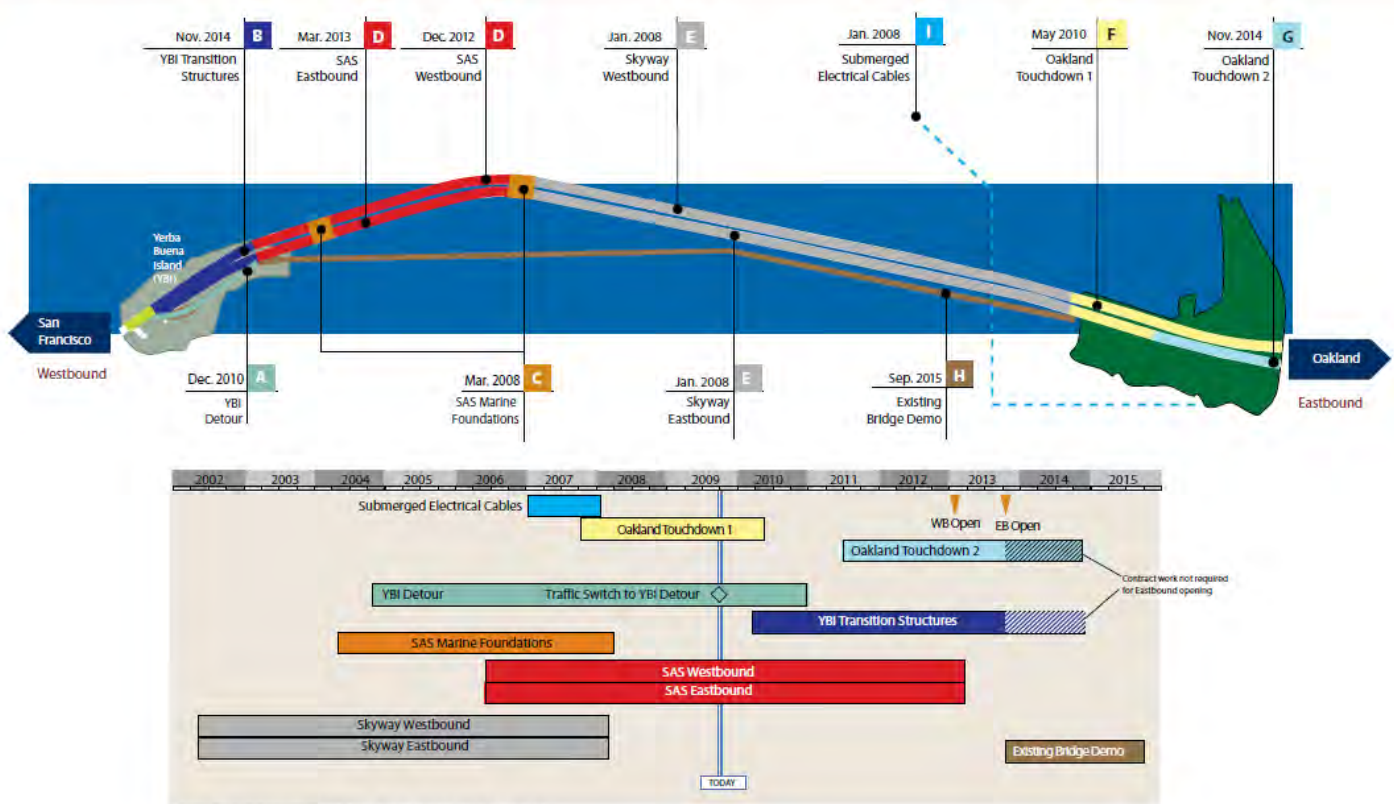 Nov. 2014 B
YBI Transition
Structures
Mar. 2013 D
SAS
Eastbound
Dec. 2012 D
SAS
Westbound
Jan. 2008 E
Skyway
Westbound
Jan. 2008 I
Submerged
Electrical Cables
May 2010 F
Oakland
Touchdown 1
Nov. 2014 G
Oakland
Touchdown 2
Yerba
Buena
Island
(YBI)
San
Francisco
Westbound
Oakland
Eastbound
Dec. 2010 A
YBI
Detour
Mar. 2008 C
SAS Marine
Foundations
Jan. 2008 E
Skyway
Eastbound
Sep. 2015 H
Existing
Bridge Demo
2002 2003 2004 2005 2006 2007 2008 2009 2010 2011 2012 2013 2014 2015
Submerged Electrical Cables
Oakland Touchdown 1
WB Open EB Open
Oakland Touchdown 2
Contract work not required
for Eastbound opening
YBI Detour Traffic Switch to YBI Detour
YBI Transition Structures
SAS Marine Foundations
SAS Westbound
SAS Eastbound
Skyway Westbound
Skyway Eastbound
Existing Bridge Demo
TODAY